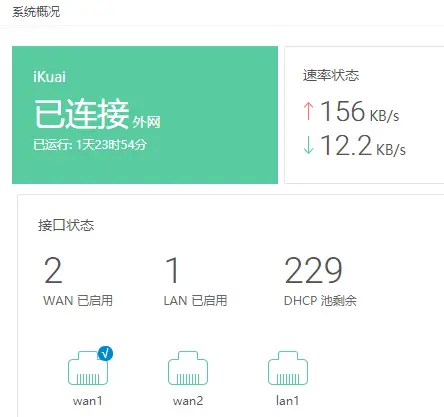 系统概况
iKuai
已连接 外网
已运行: 1天23时54分
速率状态
↑ 156 KB/s
↓ 12.2 KB/s
接口状态
2 1 229
WAN 已启用 LAN 已启用 DHCP 池剩余
wan1 wan2 lan1